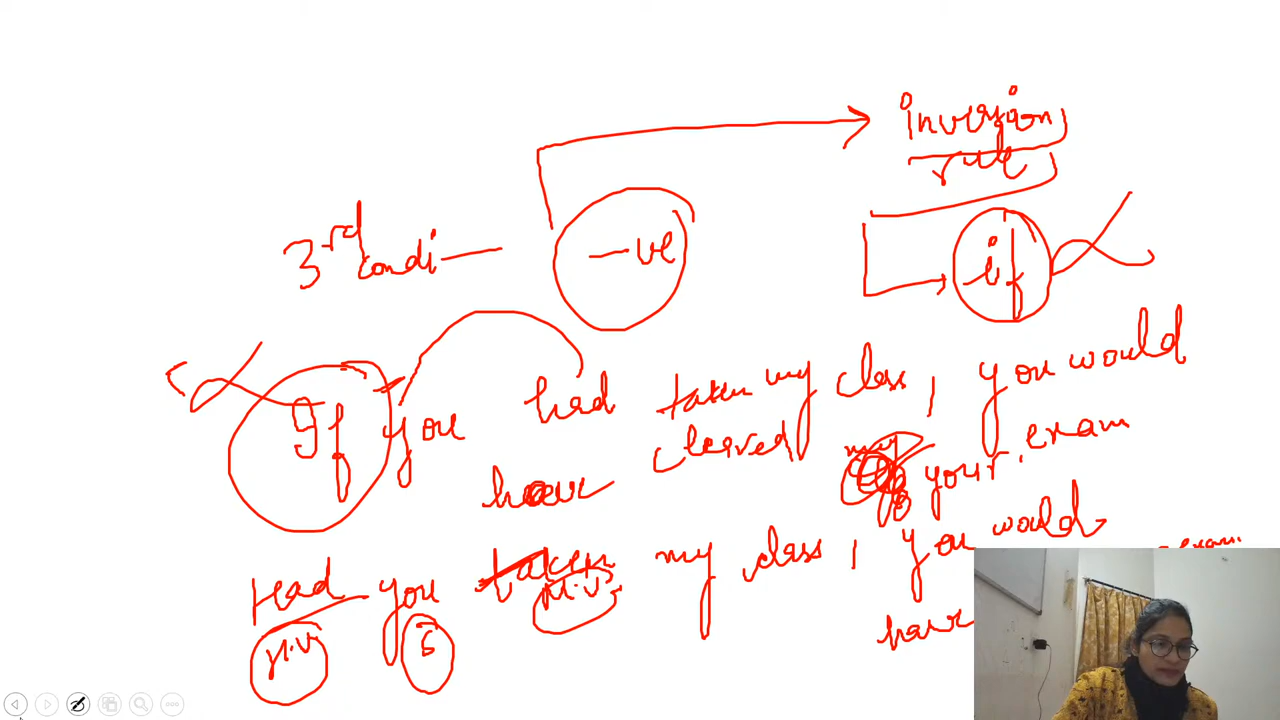 inversion
rule
3rd condi — -ve if
If you had taken my class, you would
have cleared your exam
Had you taken my class, you would
have exam.
H.V S M.V